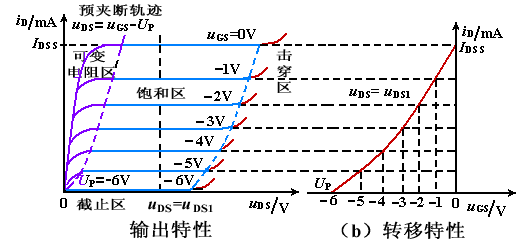 预夹断轨迹
iD/mA
uDS= uGS-UP
IDSS
uGS=0V
可变
电阻区
击
穿
区
-1V
饱和区
-2V
-3V
-4V
-5V
UP=-6V
-6V
0
截止区
uDS=uDS1
uDS/V
输出特性
iD/mA
IDSS
uDS= uDS1
UP
-6
-5
-4
-3
-2
-1
0
uGS/V
(b) 转移特性